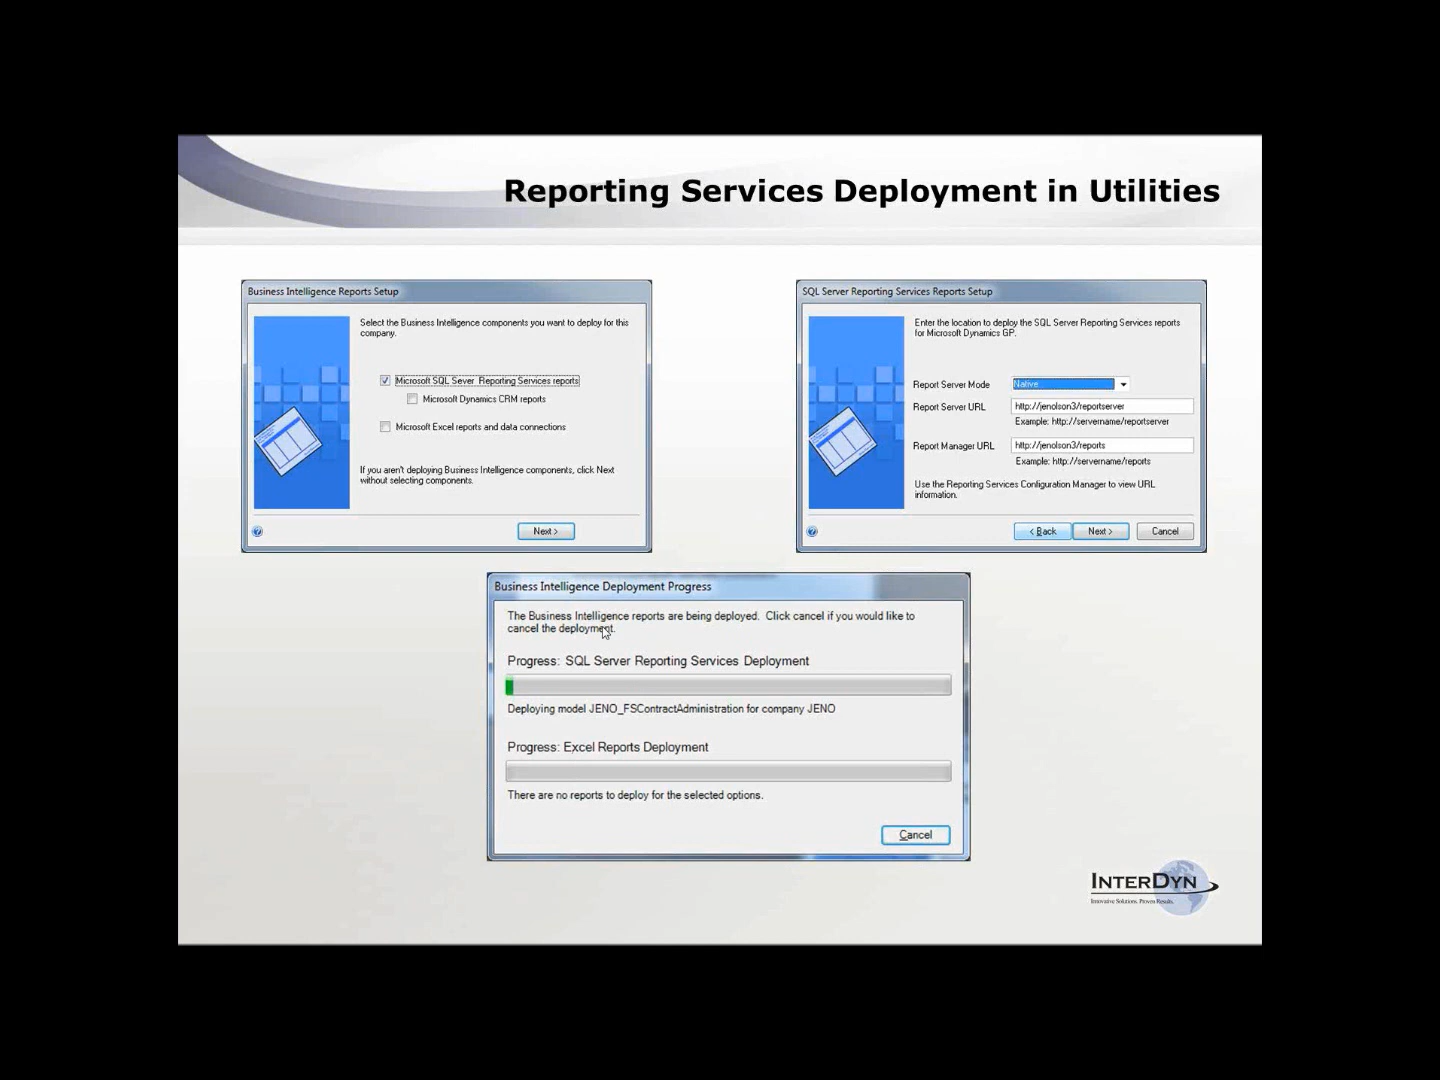 Reporting Services Deployment in Utilities
Business Intelligence Reports Setup
Select the Business Intelligence components you want to deploy for this
company.
Microsoft SQL Sever Reporting Services reports
Microsoft Dynamics CRM reports
Microsoft Excel reports and data connections
If you aren't deploying Business Intelligence components, click Next
without selecting components.
Next >
SQL Server Reporting Services Reports Setup
Enter the location to deploy the SQL Server Reporting Services reports
for Microsoft Dynamics GP.
Report Server Mode Native
Report Server URL http://jenolson3/reportserver
Example: http://servername/reportserver
Report Manager URL http://jenolson3/reports
Example: http://servername/reports
Use the Reporting Services Configuration Manager to view URL
information.
< Back Next > Cancel
Business Intelligence Deployment Progress
The Business Intelligence reports are being deployed. Click cancel if you would like to
cancel the deployment.
Progress: SQL Server Reporting Services Deployment
Deploying model JENO_FSContractAdministration for company JENO
Progress: Excel Reports Deployment
There are no reports to deploy for the selected options.
Cancel
INTERDYN
Innovative Solutions. Proven Results.